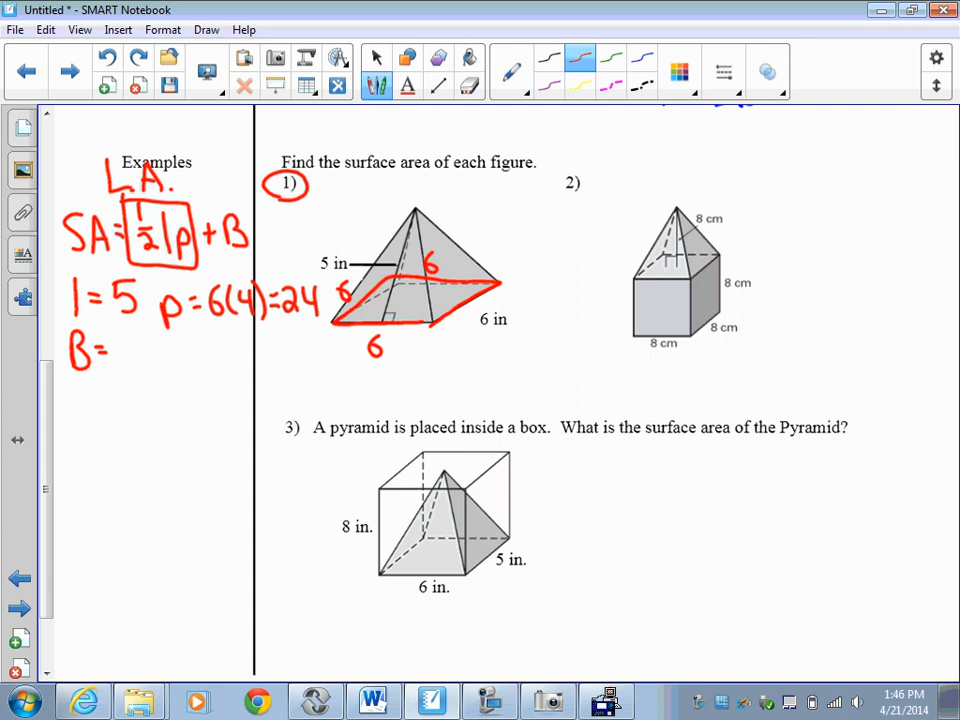 Untitled * - SMART Notebook
File Edit View Insert Format Draw Help
Examples
L.A.
SA = 1/2 lp + B
l = 5 p = 6(4) = 24
B =
Find the surface area of each figure.
1)
5 in
6
6
6
6 in
2)
8 cm
8 cm
8 cm
8 cm
3) A pyramid is placed inside a box. What is the surface area of the Pyramid?
8 in.
5 in.
6 in.
1:46 PM
4/21/2014